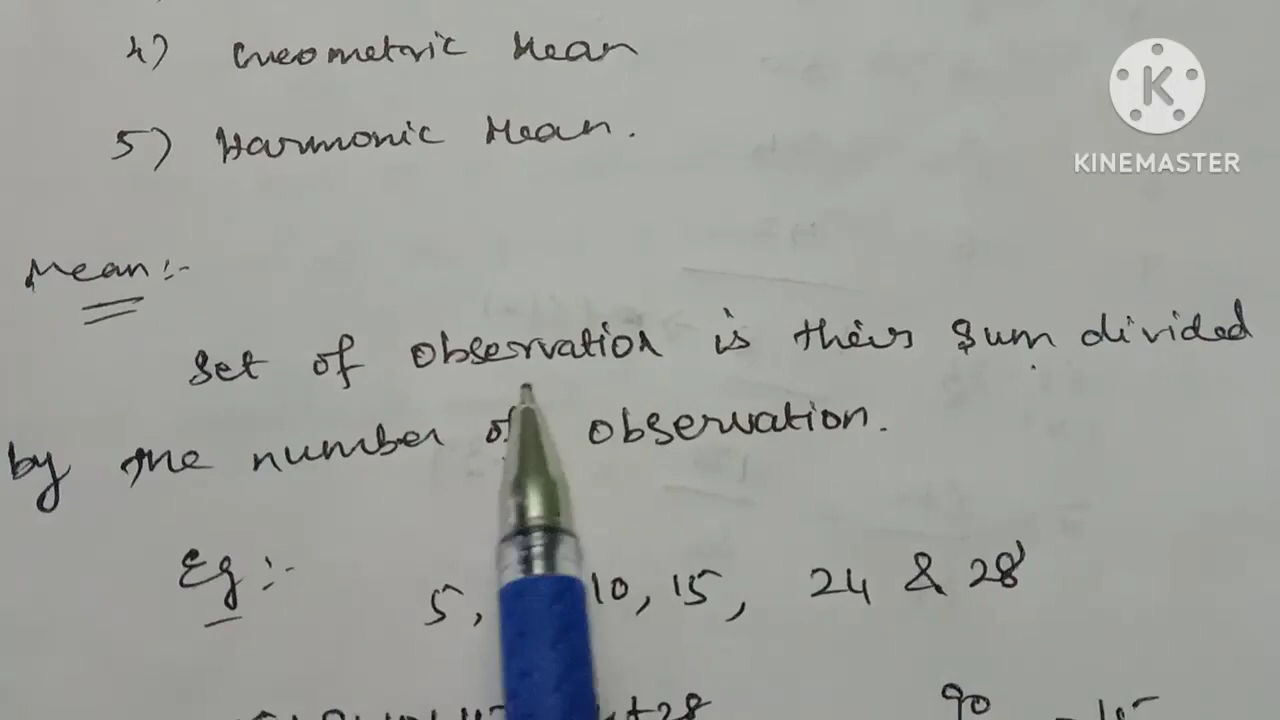 4) Geometric Mean
5) Harmonic Mean.
K
KINEMASTER
Mean :-
Set of observation is their sum divided
by the number of observation.
Eg :- 5, 10, 15, 24 & 28
+28 90